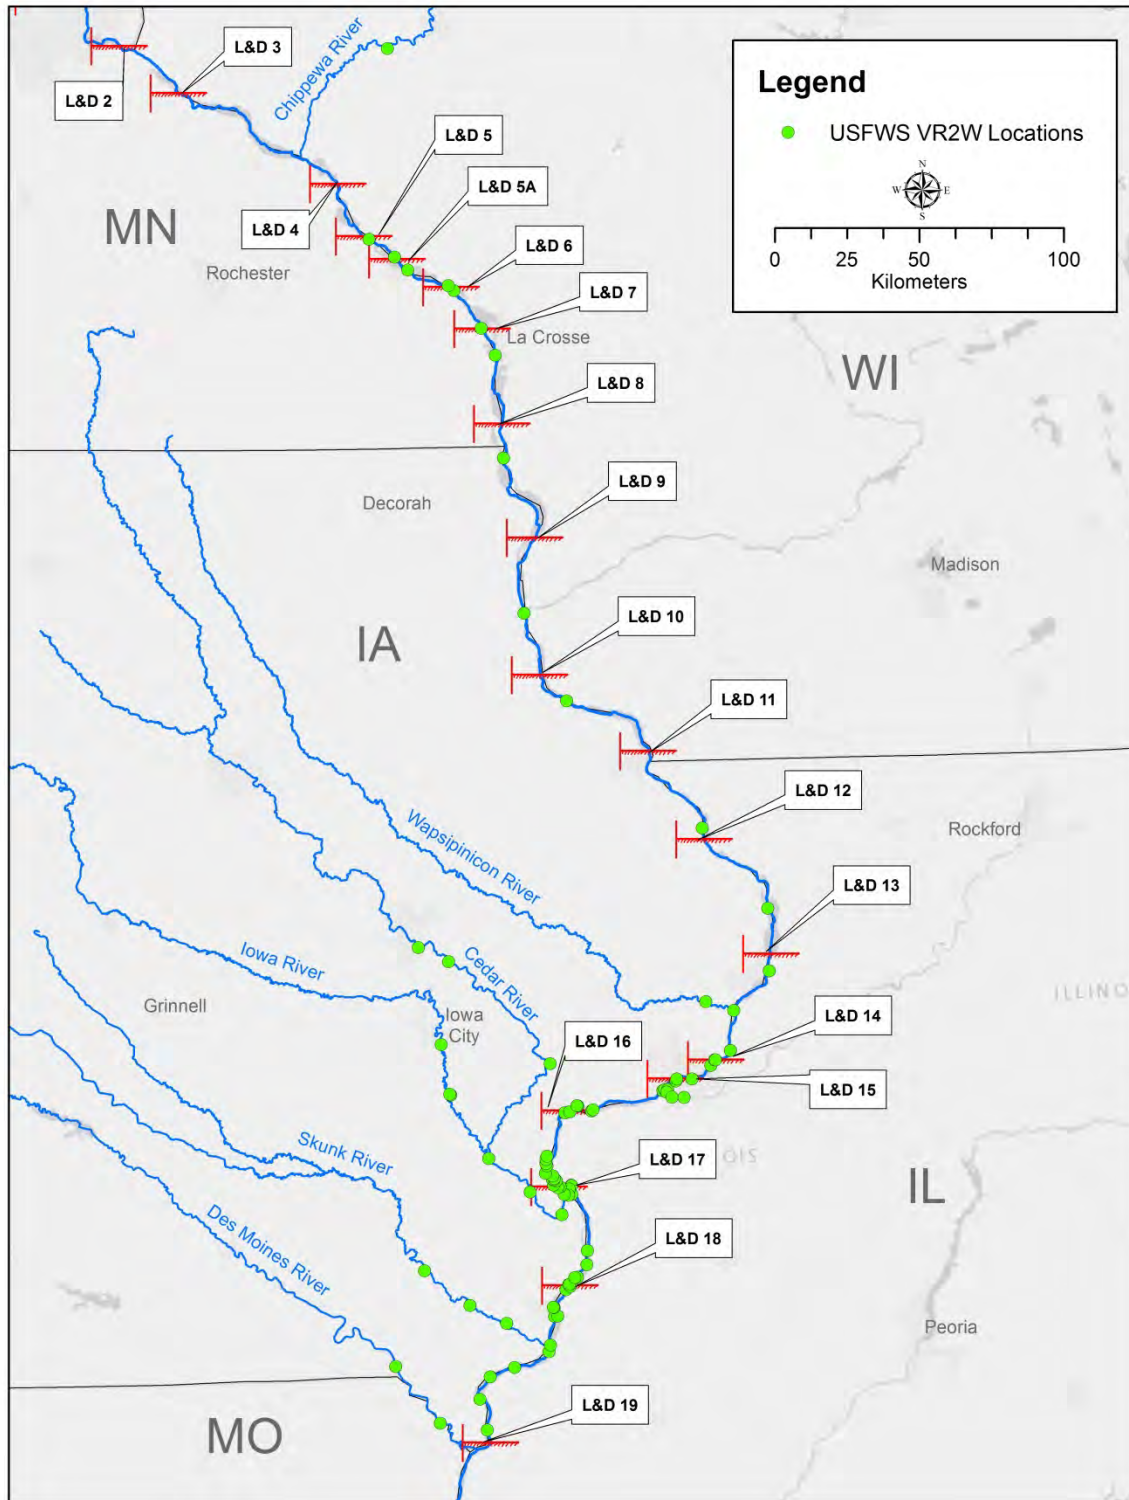 L&D 3
L&D 2
Chippewa River
L&D 5
L&D 5A
L&D 4
MN
Rochester
L&D 6
L&D 7
La Crosse
L&D 8
WI
Legend
USFWS VR2W Locations
N
W
E
S
0
25
50
100
Kilometers
Decorah
L&D 9
Madison
IA
L&D 10
L&D 11
L&D 12
Rockford
Wapsipinicon River
L&D 13
Cedar River
Iowa River
Grinnell
Iowa
City
ILLINO
L&D 14
L&D 16
L&D 15
Skunk River
OIS
L&D 17
IL
Des Moines River
L&D 18
Peoria
L&D 19
MO